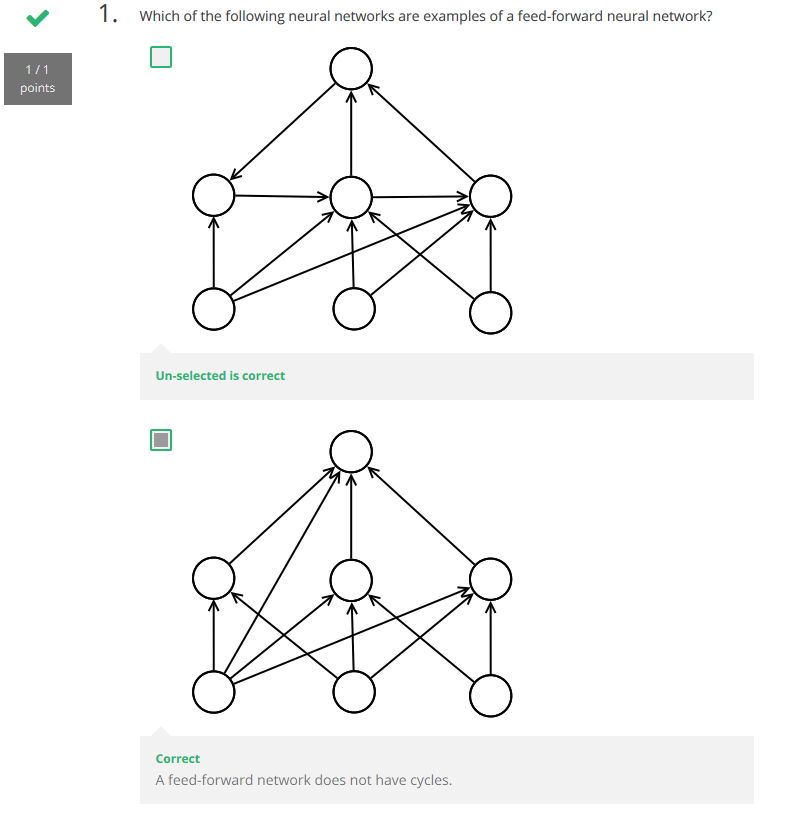 1. Which of the following neural networks are examples of a feed-forward neural network?
1 / 1
points
Un-selected is correct
Correct
A feed-forward network does not have cycles.